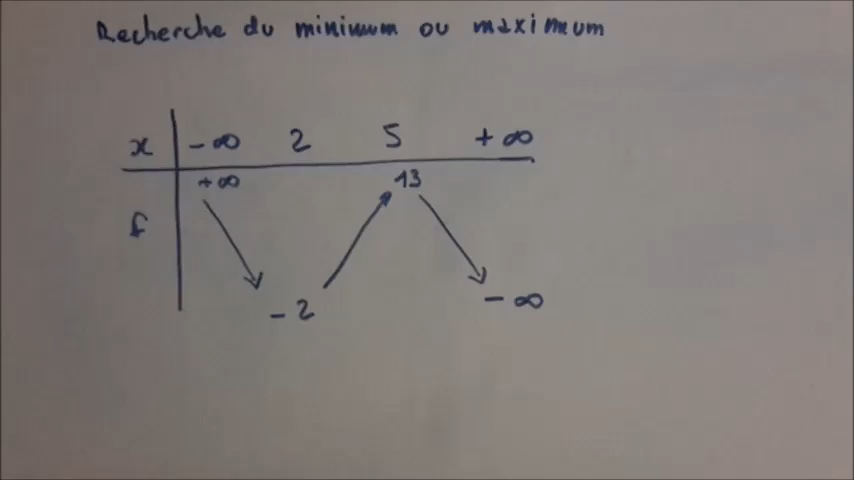 Recherche du minimum ou maximum
x -∞ 2 5 +∞
+∞ 13
f
-2 -∞